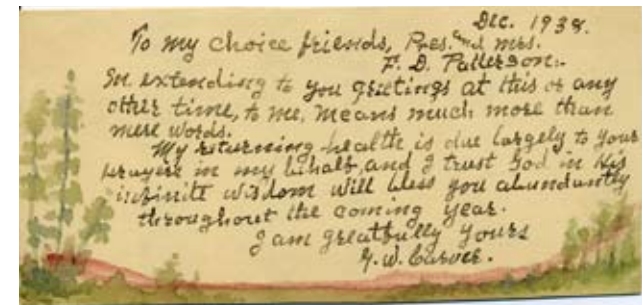 Dec. 1938.
To my choice friends, Pres. and Mrs.
F. D. Patterson:-
In extending to you greetings at this or any
other time, to me, means much more than
mere words.
My returning health is due largely to your
prayers in my behalf, and I trust God in His
infinite wisdom will bless you abundantly
throughout the coming year.
I am greatfully yours
G. W. Carver.